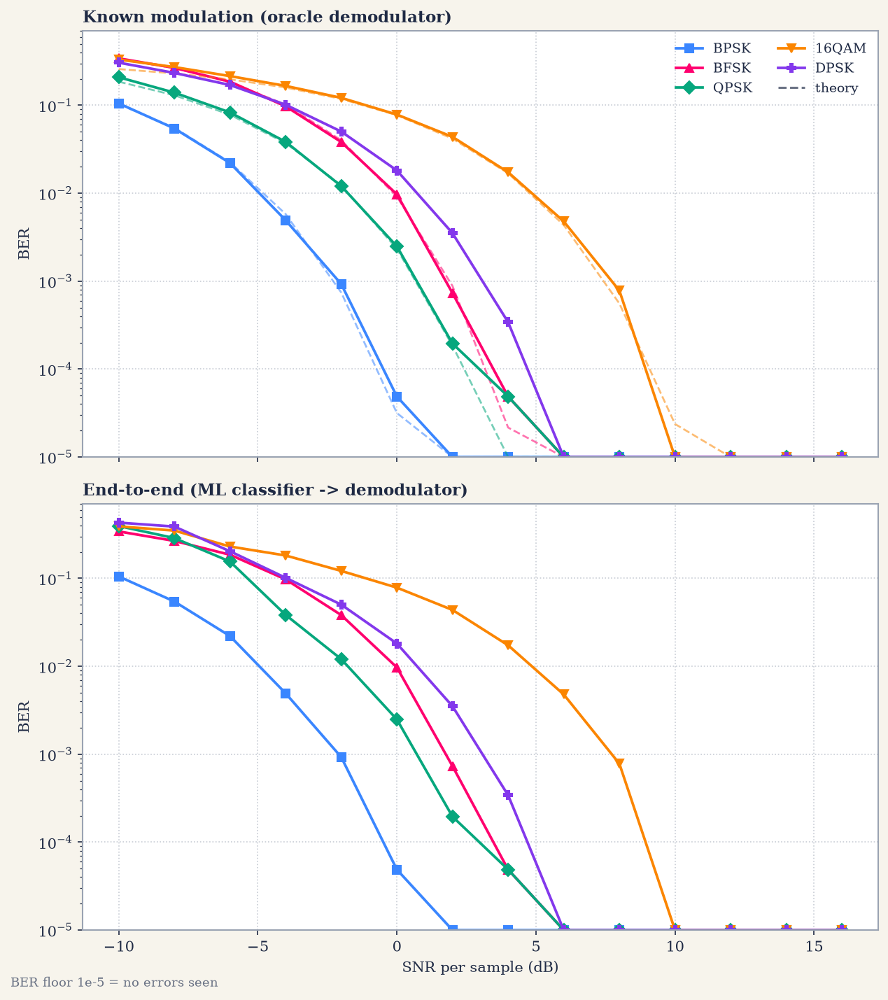 Known modulation (oracle demodulator)
BPSK
BFSK
QPSK
16QAM
DPSK
theory
BER
10⁻¹
10⁻²
10⁻³
10⁻⁴
10⁻⁵
End-to-end (ML classifier -> demodulator)
BER
10⁻¹
10⁻²
10⁻³
10⁻⁴
10⁻⁵
−10 −5 0 5 10 15
SNR per sample (dB)
BER floor 1e-5 = no errors seen